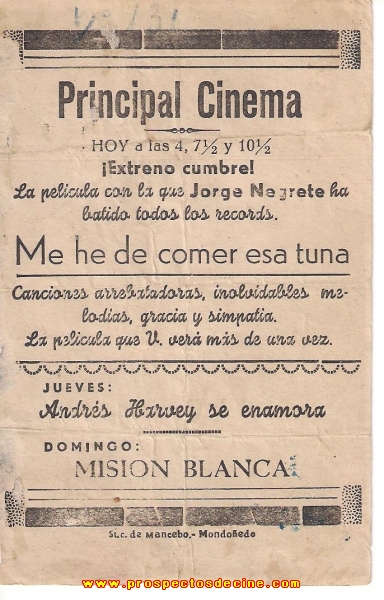 Principal Cinema
HOY a las 4, 7½ y 10½
¡Extreno cumbre!
La película con la que Jorge Negrete ha
batido todos los records.
Me he de comer esa tuna
Canciones arrebatadoras, inolvidables me-
lodías, gracia y simpatía.
La película que V. verá más de una vez.
JUEVES:
Andrés Harvey se enamora
DOMINGO:
MISION BLANCA
Suc. de Mancebo.- Mondoñedo
www.prospectosdecine.com